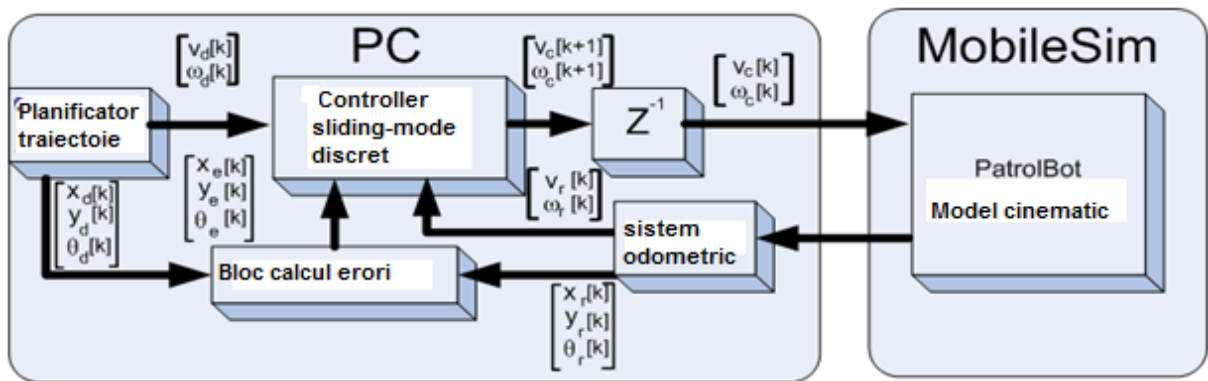 PC
MobileSim
v_d[k]
ω_d[k]
v_c[k+1]
ω_c[k+1]
v_c[k]
ω_c[k]
Planificator
traiectoie
Controller
sliding-mode
discret
Z⁻¹
PatrolBot
Model cinematic
x_d[k]
y_d[k]
θ_d[k]
x_e[k]
y_e[k]
θ_e[k]
v_r[k]
ω_r[k]
sistem
odometric
Bloc calcul erori
x_r[k]
y_r[k]
θ_r[k]